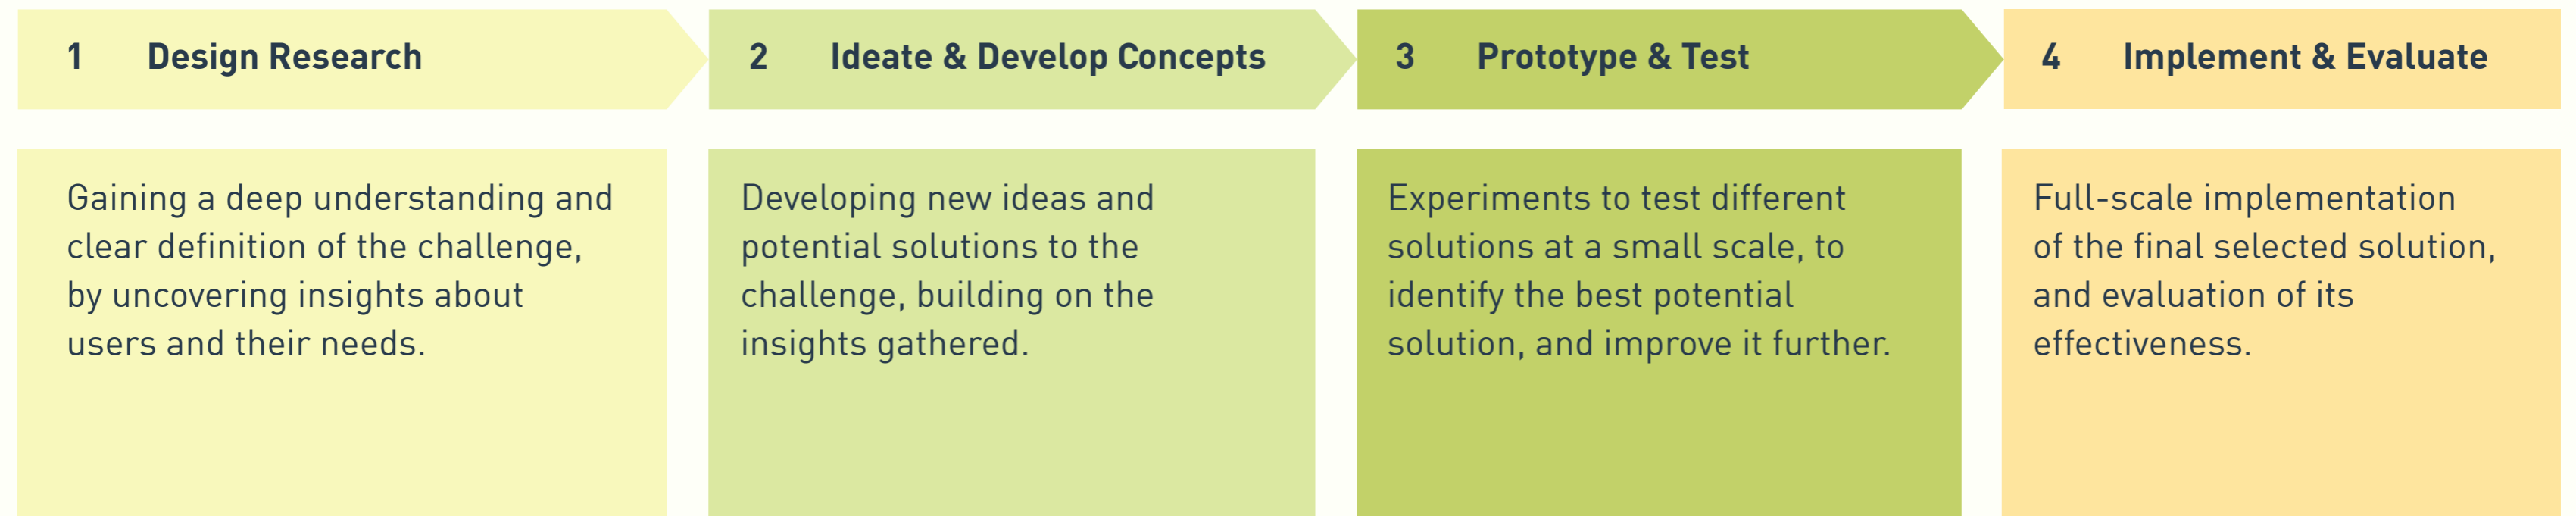 1 Design Research
Gaining a deep understanding and
clear definition of the challenge,
by uncovering insights about
users and their needs.
2 Ideate & Develop Concepts
Developing new ideas and
potential solutions to the
challenge, building on the
insights gathered.
3 Prototype & Test
Experiments to test different
solutions at a small scale, to
identify the best potential
solution, and improve it further.
4 Implement & Evaluate
Full-scale implementation
of the final selected solution,
and evaluation of its
effectiveness.